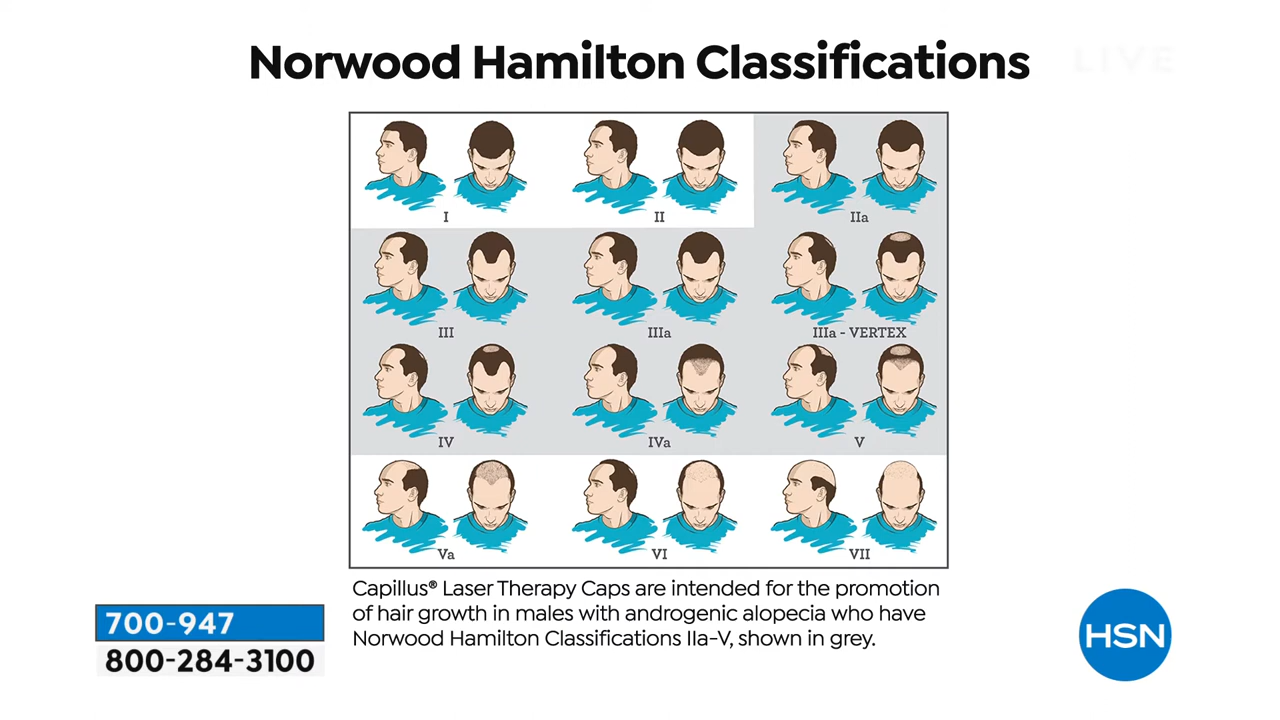 Norwood Hamilton Classifications
LIVE
I
II
IIa
III
IIIa
IIIa - VERTEX
IV
IVa
V
Va
VI
VII
Capillus® Laser Therapy Caps are intended for the promotion
of hair growth in males with androgenic alopecia who have
Norwood Hamilton Classifications IIa-V, shown in grey.
700-947
800-284-3100
HSN